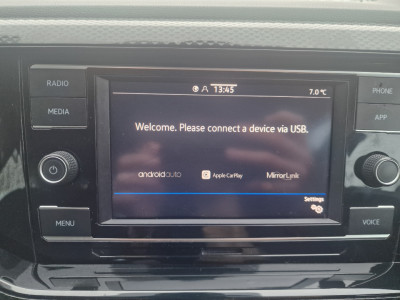 RADIO
MEDIA
MENU
13:45
7.0 °C
Welcome. Please connect a device via USB.
androidauto
Apple CarPlay
MirrorLink
Settings
PHONE
APP
VOICE